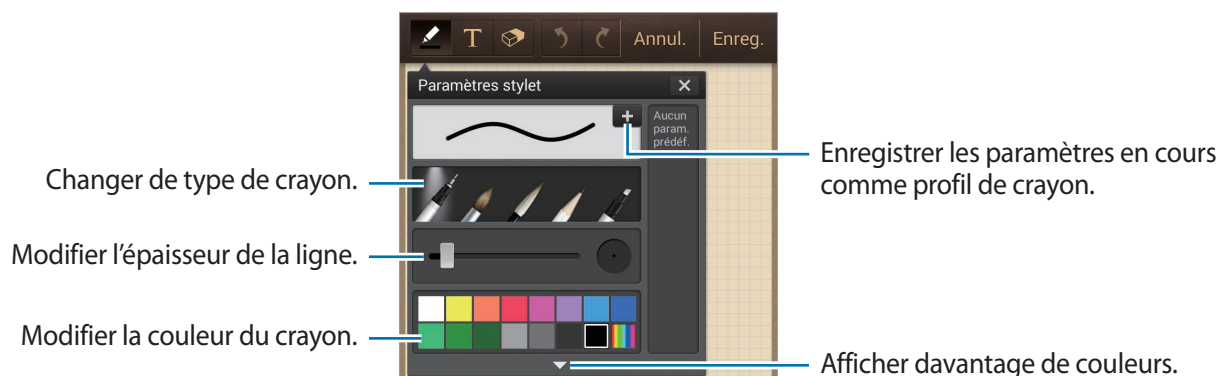 T Annul. Enreg.
Paramètres stylet
Aucun
param.
prédéf.
Enregistrer les paramètres en cours
comme profil de crayon.
Changer de type de crayon.
Modifier l’épaisseur de la ligne.
Modifier la couleur du crayon.
Afficher davantage de couleurs.